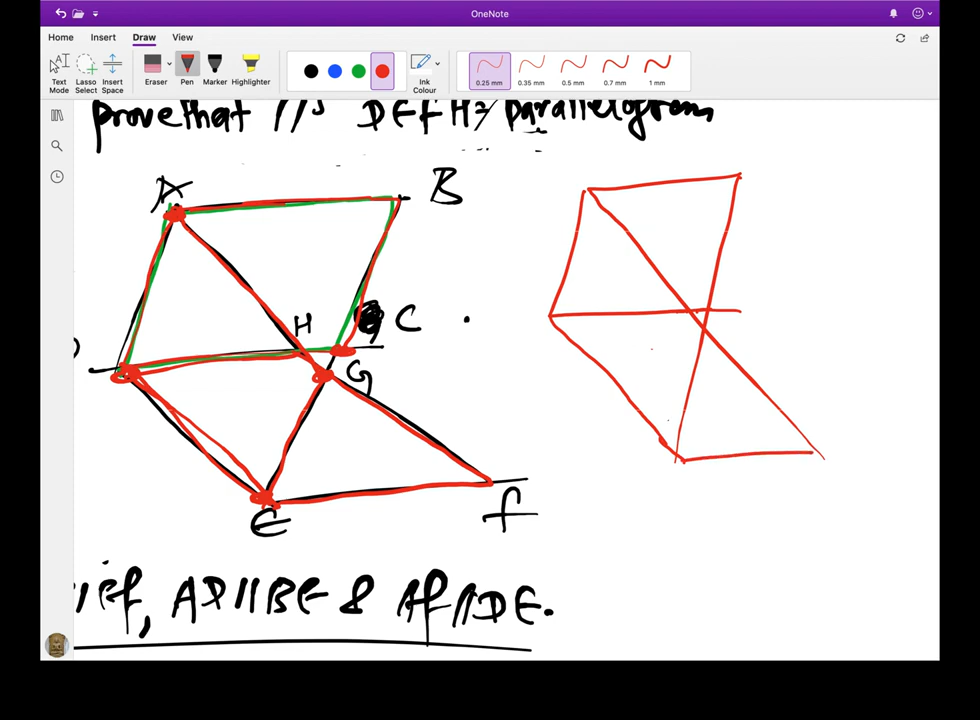 OneNote
Home Insert Draw View
Text Mode
Lasso Select
Insert Space
Eraser
Pen
Marker
Highlighter
Ink Colour
0.25 mm
0.35 mm
0.5 mm
0.7 mm
1 mm
prove that //s DEFH = parallelogram
A
B
H
C
G
E
f
Ef, AD//BE & Af//DE.